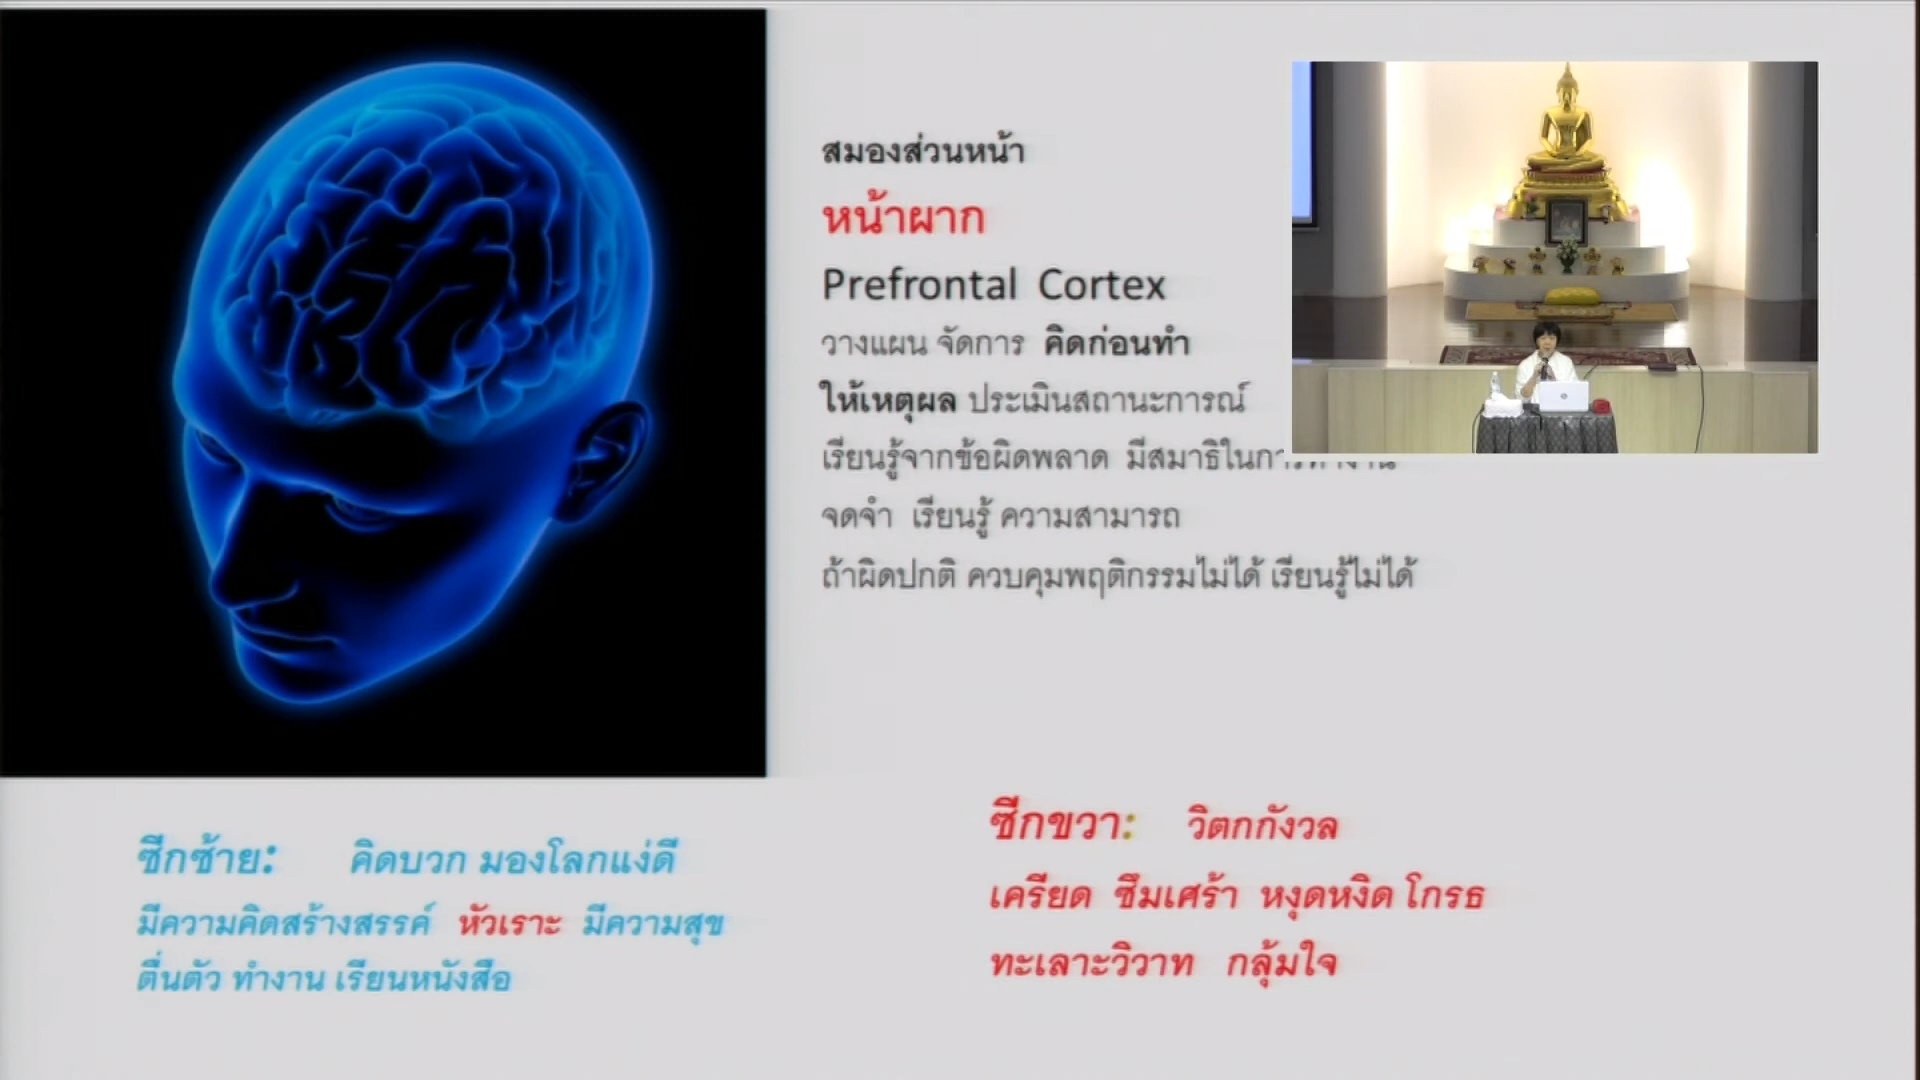 สมองส่วนหน้า
หน้าผาก
Prefrontal Cortex
วางแผน จัดการ คิดก่อนทำ
ให้เหตุผล ประเมินสถานะการณ์
เรียนรู้จากข้อผิดพลาด มีสมาธิในการทำงาน
จดจำ เรียนรู้ ความสามารถ
ถ้าผิดปกติ ควบคุมพฤติกรรมไม่ได้ เรียนรู้ไม่ได้
ซีกซ้าย: คิดบวก มองโลกแง่ดี
มีความคิดสร้างสรรค์ หัวเราะ มีความสุข
ตื่นตัว ทำงาน เรียนหนังสือ
ซีกขวา: วิตกกังวล
เครียด ซึมเศร้า หงุดหงิด โกรธ
ทะเลาะวิวาท กลุ้มใจ